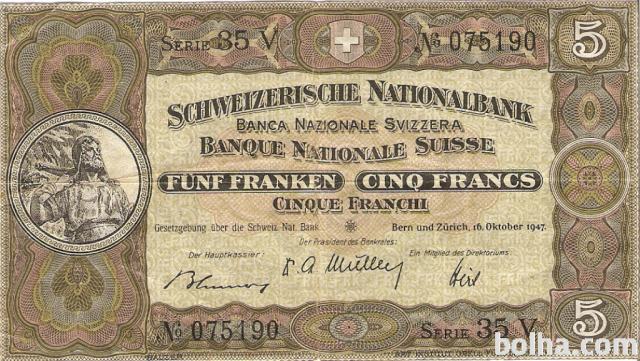 SERIE 35 V
№ 075190
5
SCHWEIZERISCHE NATIONALBANK
BANCA NAZIONALE SVIZZERA
BANQUE NATIONALE SUISSE
FÜNF FRANKEN CINQ FRANCS
CINQUE FRANCHI
Gesetzgebung über die Schweiz. Nat. Bank
Bern und Zürich, 16. Oktober 1947.
Der Präsident des Bankrates:
Der Hauptkassier:
Ein Mitglied des Direktoriums:
№ 075190
SERIE 35 V
5
bolha.com